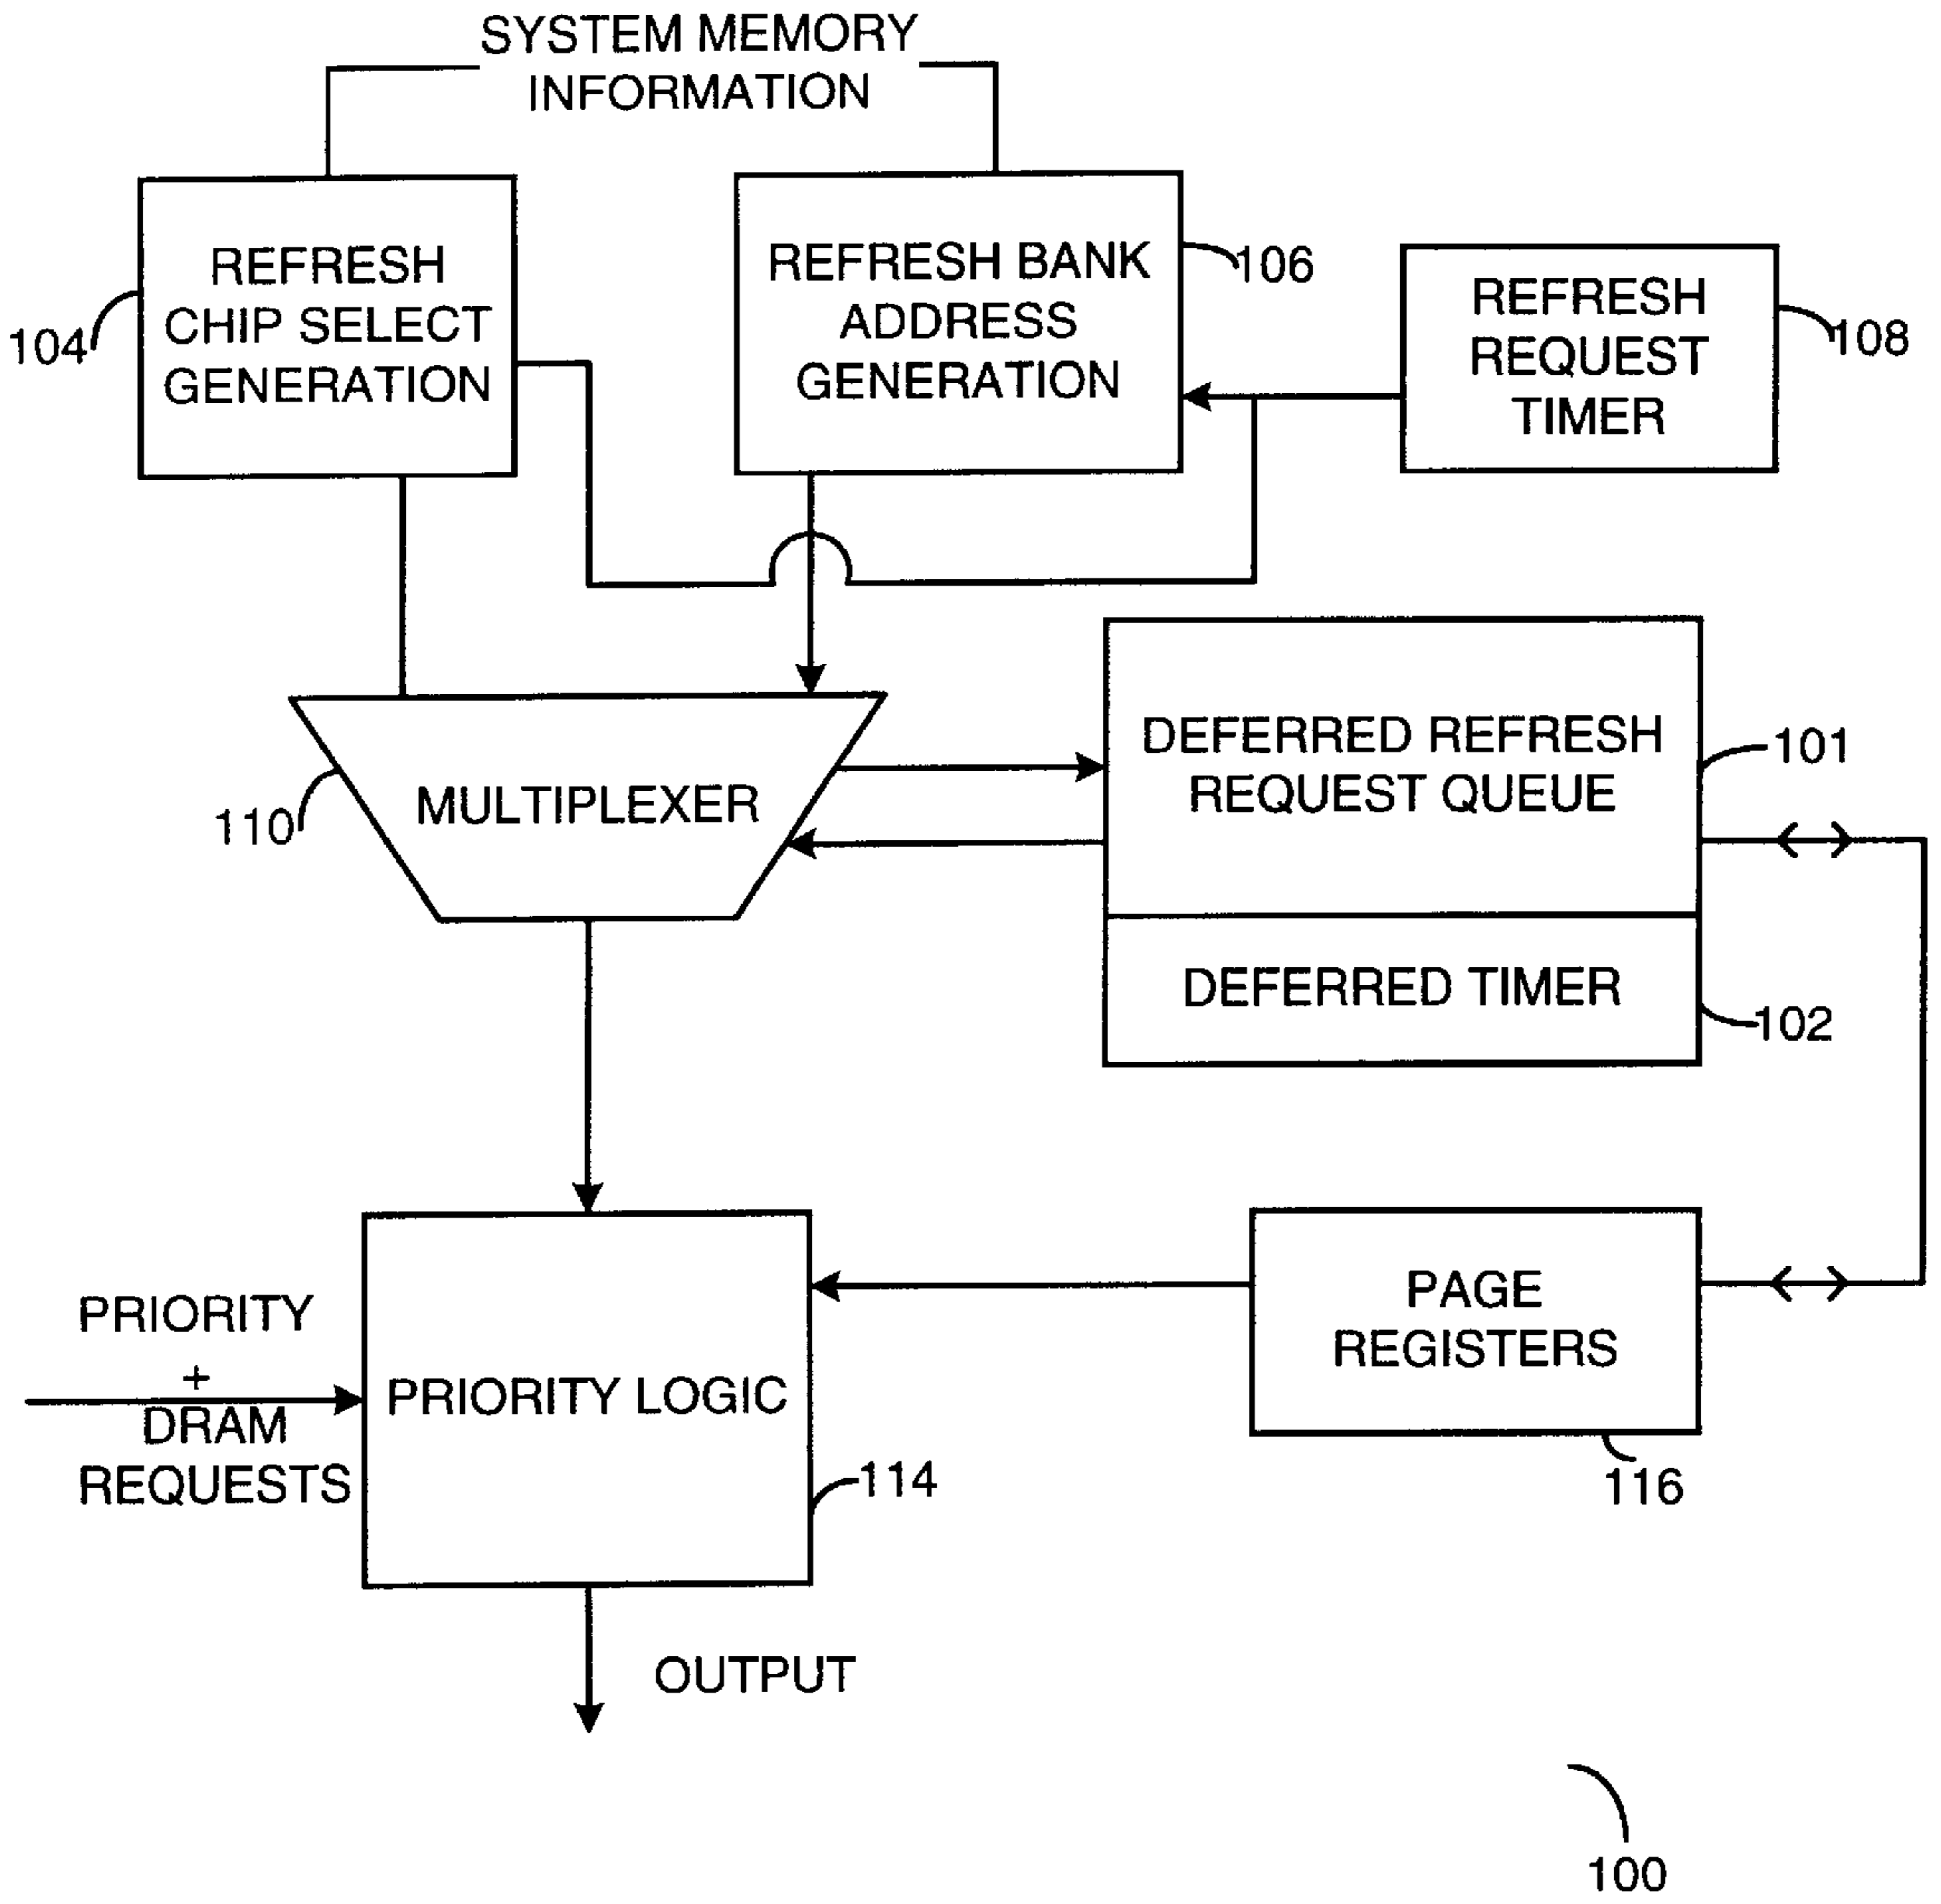 SYSTEM MEMORY
INFORMATION
REFRESH
CHIP SELECT
GENERATION
104
REFRESH BANK
ADDRESS
GENERATION
106
REFRESH
REQUEST
TIMER
108
MULTIPLEXER
110
DEFERRED REFRESH
REQUEST QUEUE
101
DEFERRED TIMER
102
PRIORITY
+
DRAM
REQUESTS
PRIORITY LOGIC
114
PAGE
REGISTERS
116
OUTPUT
100